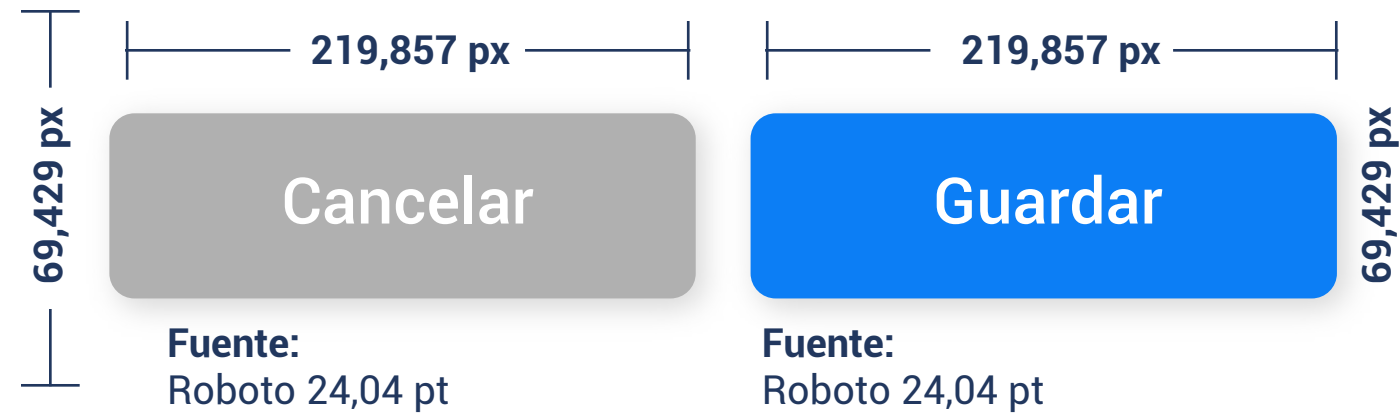 219,857 px
219,857 px
69,429 px
Cancelar
Guardar
69,429 px
Fuente:
Roboto 24,04 pt
Fuente:
Roboto 24,04 pt